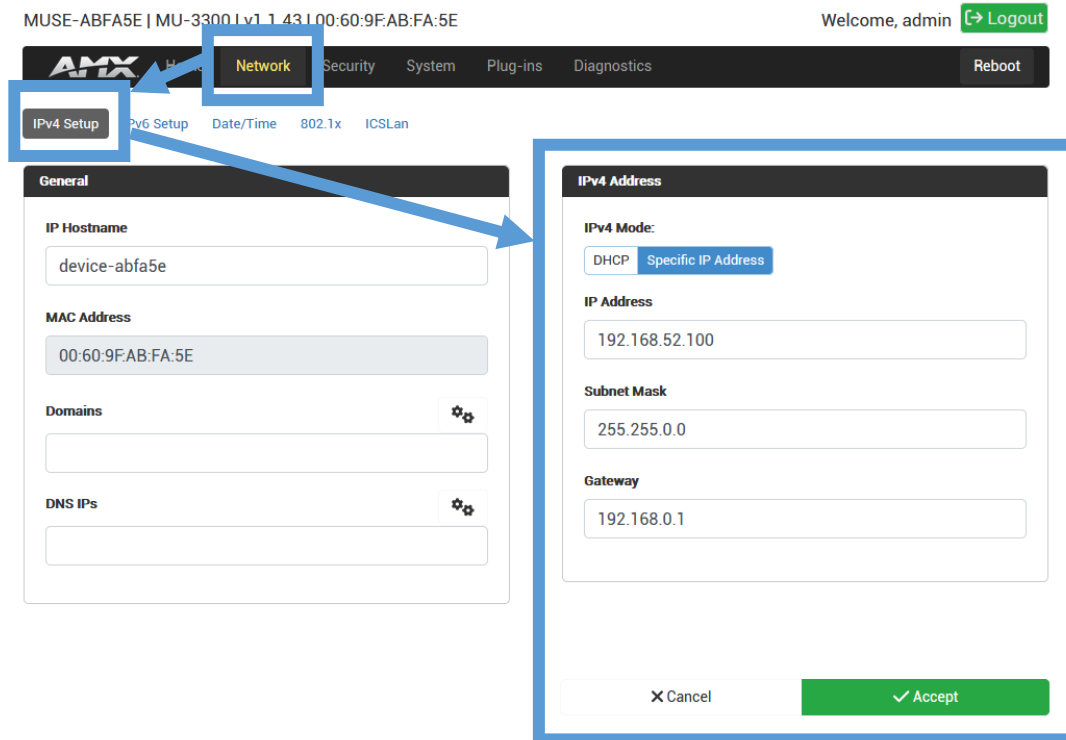 MUSE-ABFA5E | MU-3300 | v1.1.43 | 00:60:9F:AB:FA:5E
Welcome, admin Logout
AMX Network Security System Plug-ins Diagnostics Reboot
IPv4 Setup IPv6 Setup Date/Time 802.1x ICSLan
General
IP Hostname
device-abfa5e
MAC Address
00:60:9F:AB:FA:5E
Domains
DNS IPs
IPv4 Address
IPv4 Mode:
DHCP Specific IP Address
IP Address
192.168.52.100
Subnet Mask
255.255.0.0
Gateway
192.168.0.1
Cancel Accept